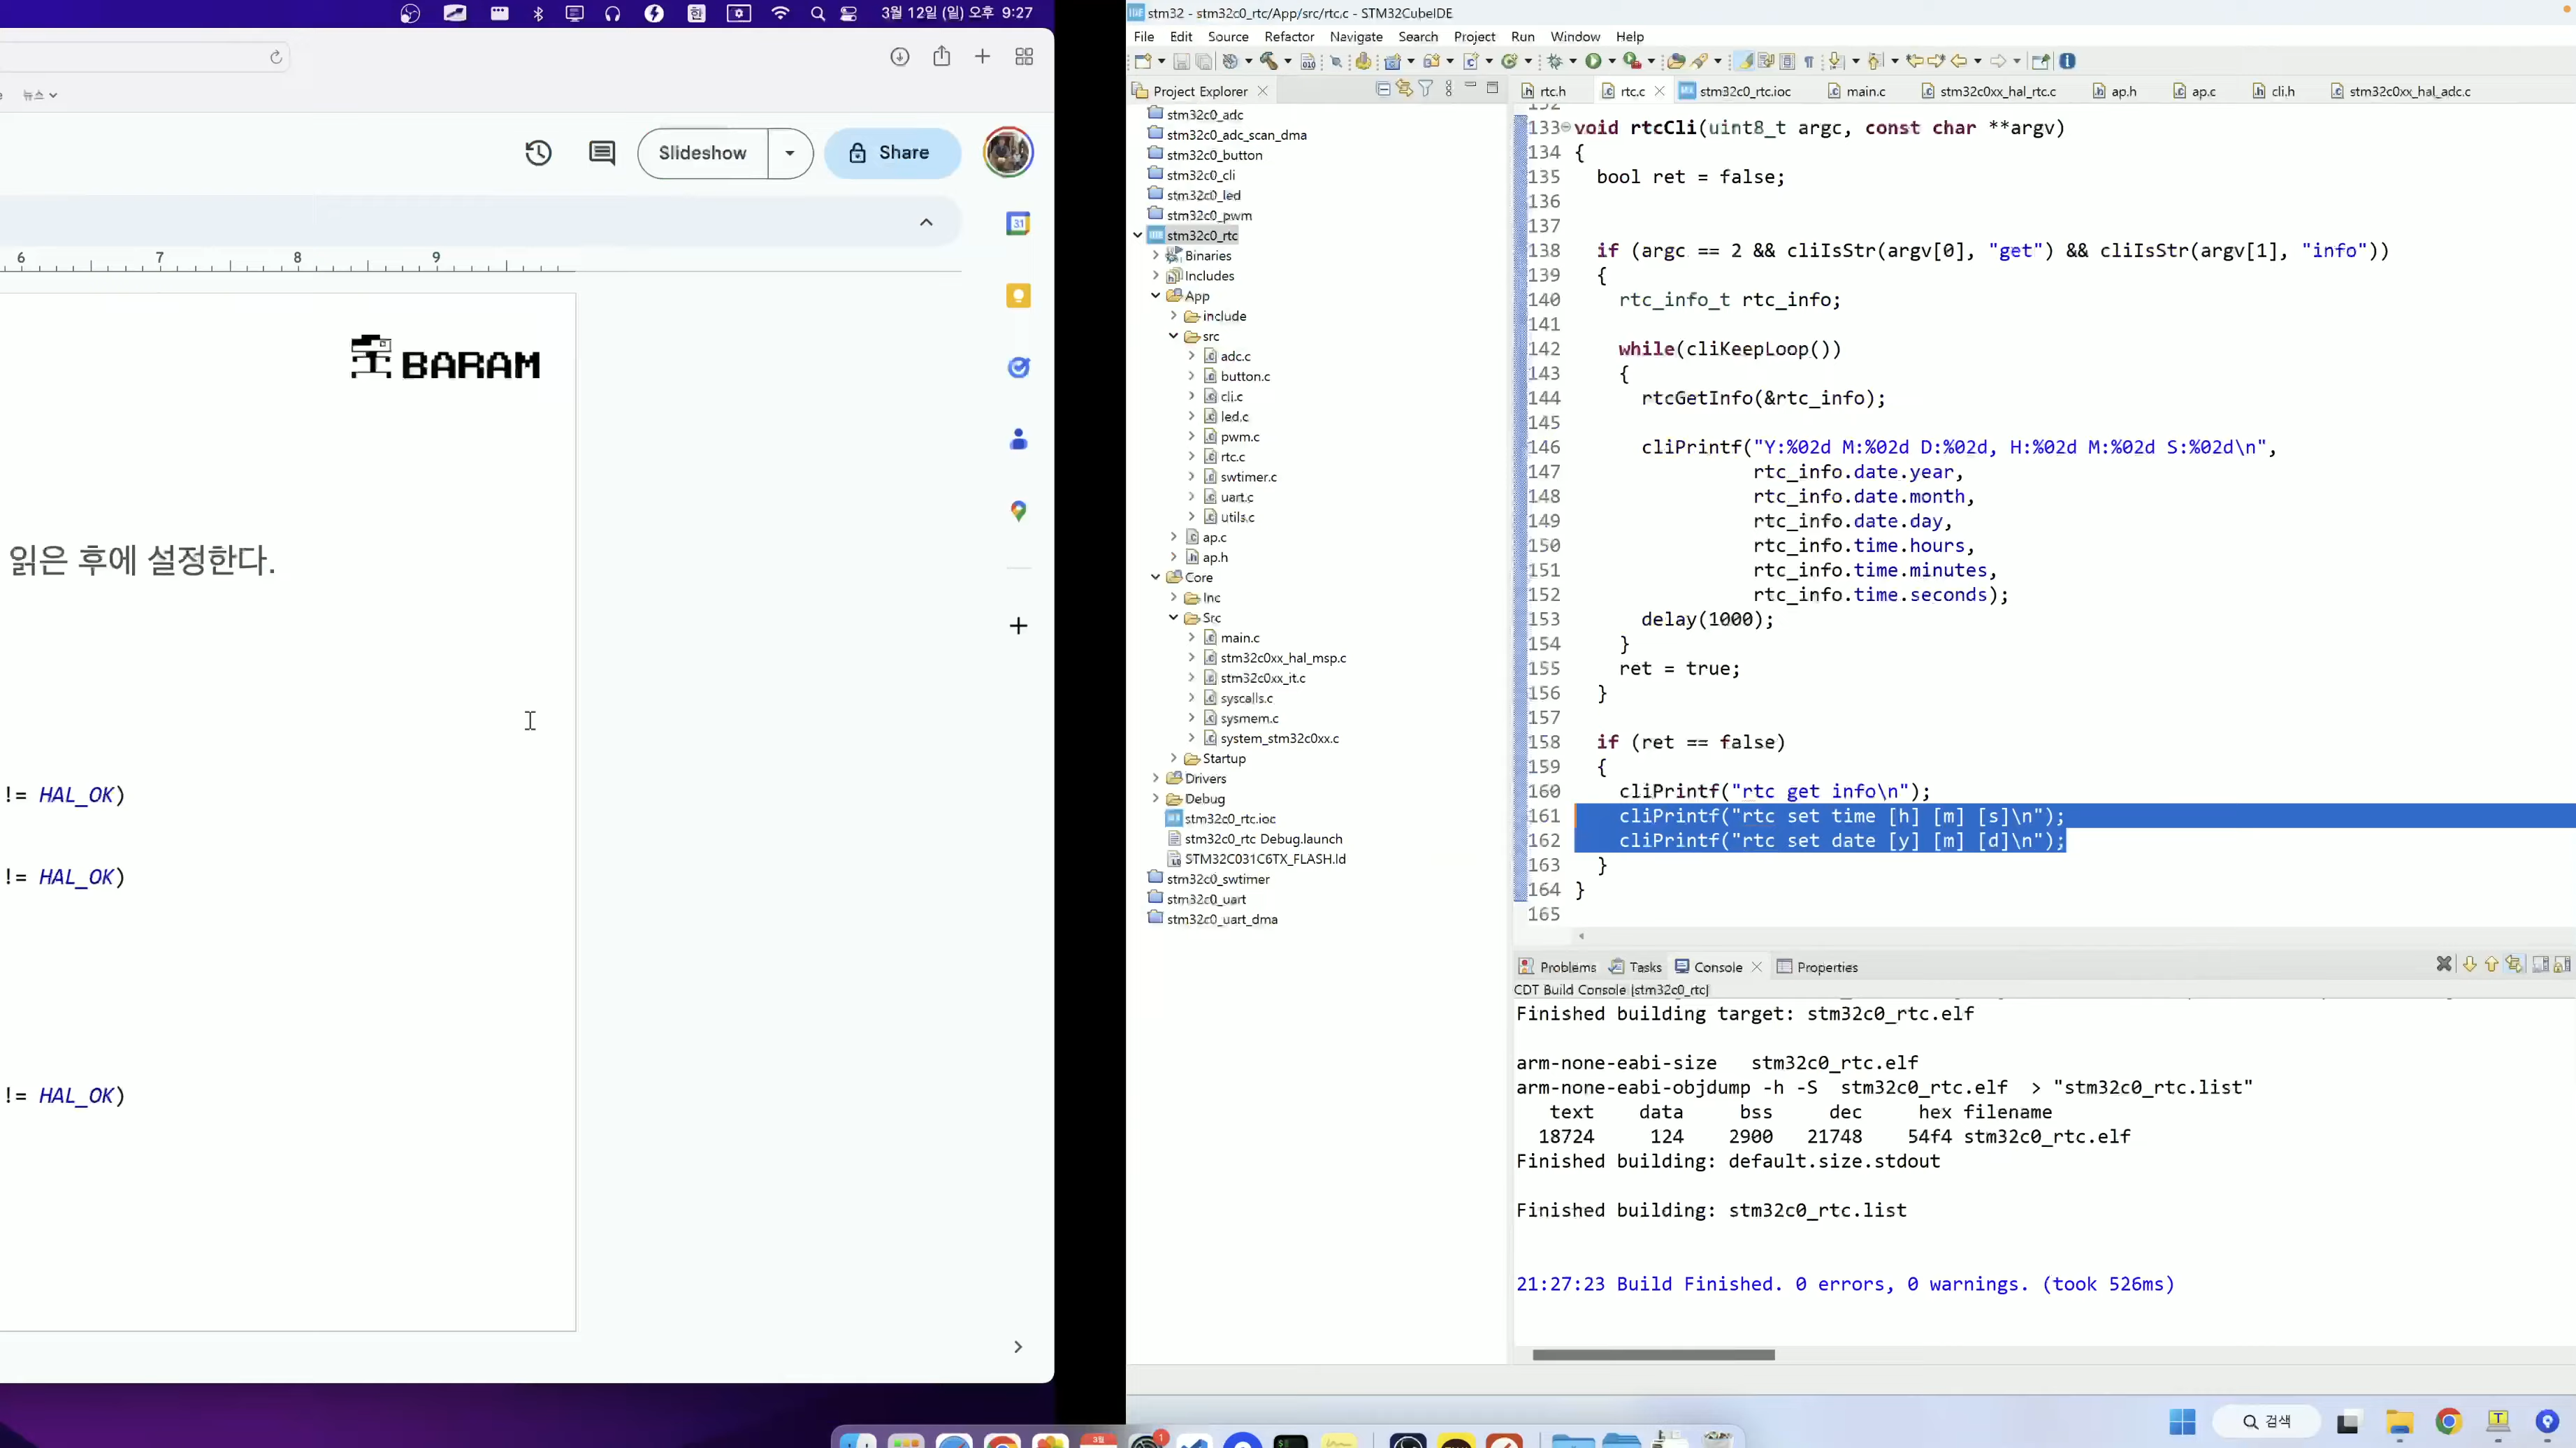 3월 12일 (일) 오후 9:27
뉴스
Slideshow
Share
31
6 7 8 9
BARAM
읽은 후에 설정한다.
!= HAL_OK)
!= HAL_OK)
!= HAL_OK)
stm32 - stm32c0_rtc/App/src/rtc.c - STM32CubeIDE
File Edit Source Refactor Navigate Search Project Run Window Help
Project Explorer
stm32c0_adc
stm32c0_adc_scan_dma
stm32c0_button
stm32c0_cli
stm32c0_led
stm32c0_pwm
stm32c0_rtc
Binaries
Includes
App
include
src
adc.c
button.c
cli.c
led.c
pwm.c
rtc.c
swtimer.c
uart.c
utils.c
ap.c
ap.h
Core
Inc
Src
main.c
stm32c0xx_hal_msp.c
stm32c0xx_it.c
syscalls.c
sysmem.c
system_stm32c0xx.c
Startup
Drivers
Debug
stm32c0_rtc.ioc
stm32c0_rtc Debug.launch
STM32C031C6TX_FLASH.ld
stm32c0_swtimer
stm32c0_uart
stm32c0_uart_dma
rtc.h rtc.c stm32c0_rtc.ioc main.c stm32c0xx_hal_rtc.c ap.h ap.c cli.h stm32c0xx_hal_adc.c
133 void rtcCli(uint8_t argc, const char **argv)
134 {
135 bool ret = false;
136
137
138 if (argc == 2 && cliIsStr(argv[0], "get") && cliIsStr(argv[1], "info"))
139 {
140 rtc_info_t rtc_info;
141
142 while(cliKeepLoop())
143 {
144 rtcGetInfo(&rtc_info);
145
146 cliPrintf("Y:%02d M:%02d D:%02d, H:%02d M:%02d S:%02d\n",
147 rtc_info.date.year,
148 rtc_info.date.month,
149 rtc_info.date.day,
150 rtc_info.time.hours,
151 rtc_info.time.minutes,
152 rtc_info.time.seconds);
153 delay(1000);
154 }
155 ret = true;
156 }
157
158 if (ret == false)
159 {
160 cliPrintf("rtc get info\n");
161 cliPrintf("rtc set time [h] [m] [s]\n");
162 cliPrintf("rtc set date [y] [m] [d]\n");
163 }
164 }
165
Problems Tasks Console Properties
CDT Build Console [stm32c0_rtc]
Finished building target: stm32c0_rtc.elf
arm-none-eabi-size stm32c0_rtc.elf
arm-none-eabi-objdump -h -S stm32c0_rtc.elf > "stm32c0_rtc.list"
text data bss dec hex filename
18724 124 2900 21748 54f4 stm32c0_rtc.elf
Finished building: default.size.stdout
Finished building: stm32c0_rtc.list
21:27:23 Build Finished. 0 errors, 0 warnings. (took 526ms)
검색